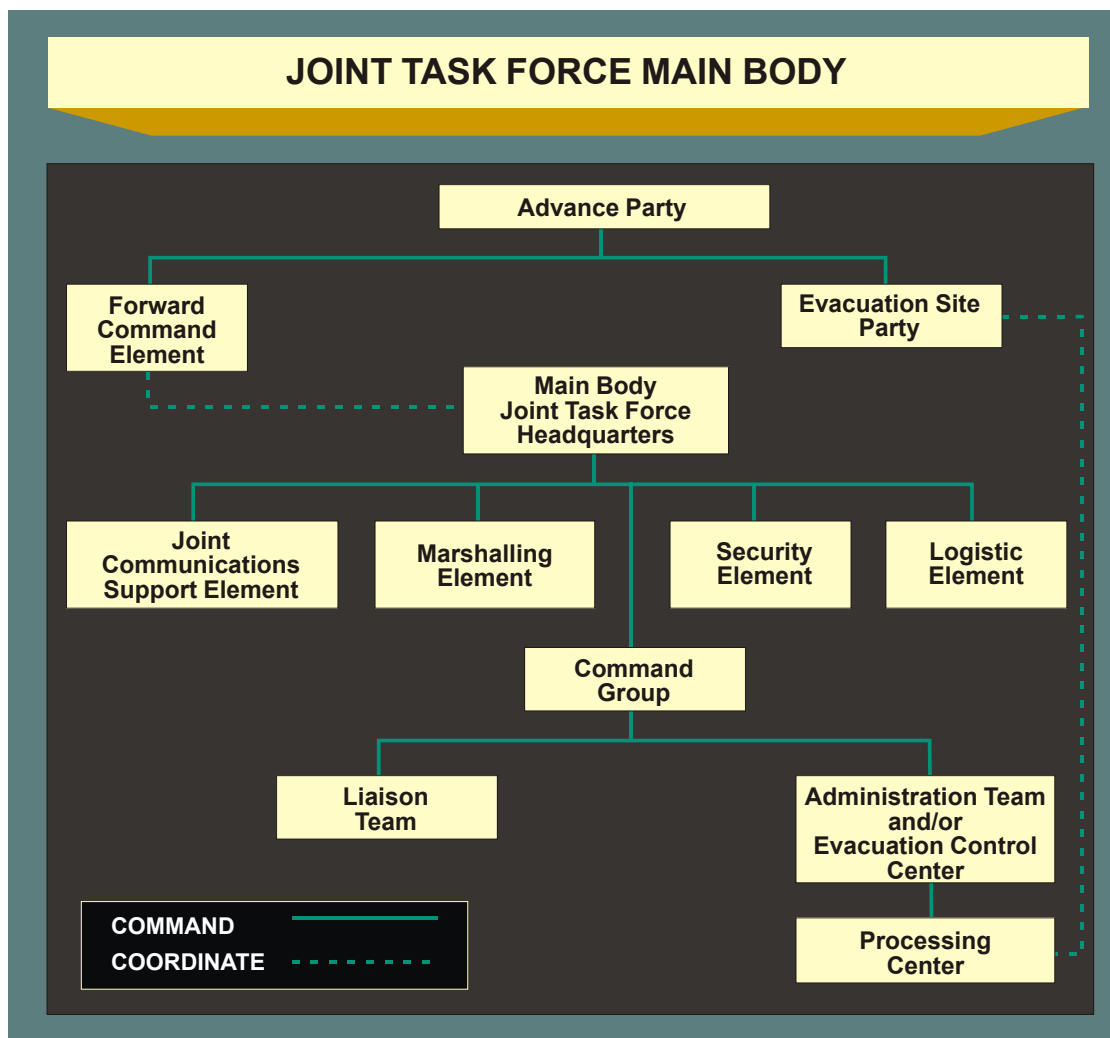 JOINT TASK FORCE MAIN BODY
Advance Party
Forward
Command
Element
Evacuation Site
Party
Main Body
Joint Task Force
Headquarters
Joint
Communications
Support Element
Marshalling
Element
Security
Element
Logistic
Element
Command
Group
Liaison
Team
Administration Team
and/or
Evacuation Control
Center
Processing
Center
COMMAND
COORDINATE